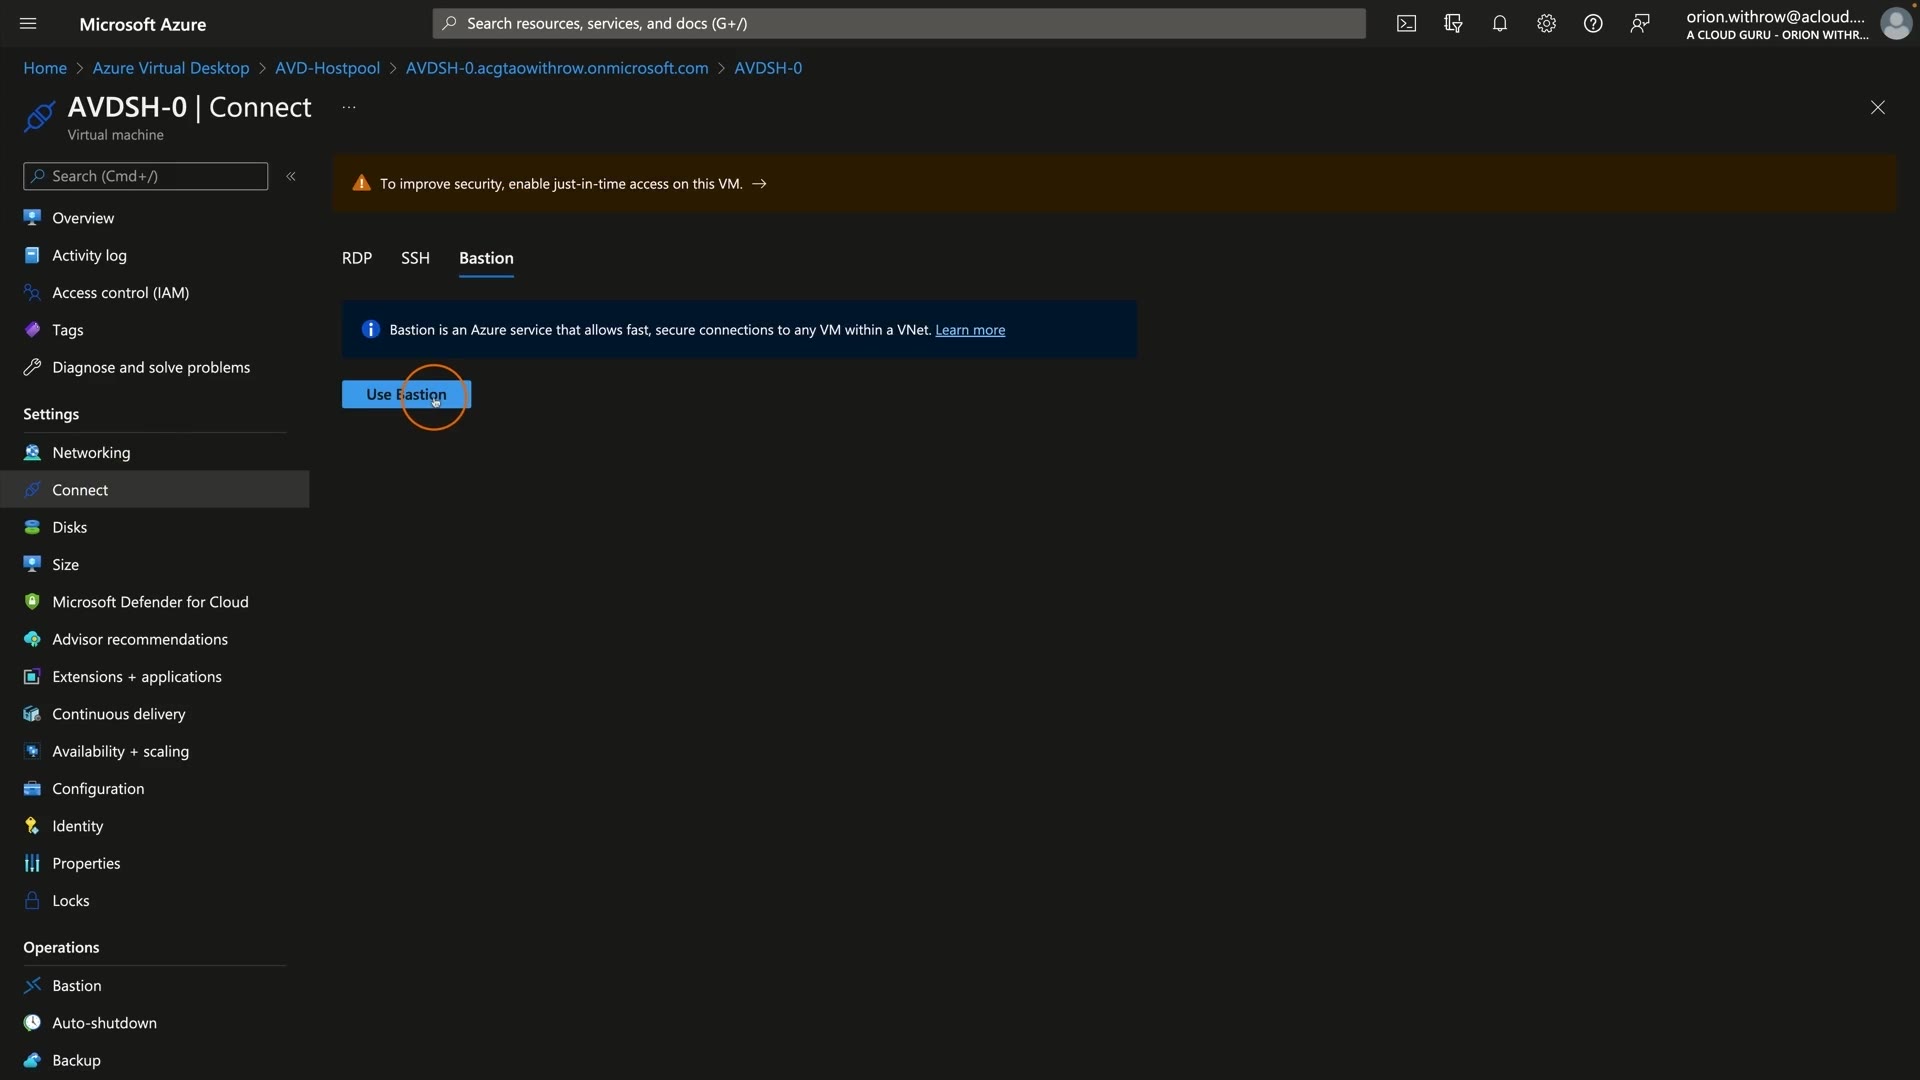 Microsoft Azure
Search resources, services, and docs (G+/)
orion.withrow@acloud....
A CLOUD GURU - ORION WITHR...
Home > Azure Virtual Desktop > AVD-Hostpool > AVDSH-0.acgtaowithrow.onmicrosoft.com > AVDSH-0
AVDSH-0 | Connect ...
Virtual machine
Search (Cmd+/)
«
To improve security, enable just-in-time access on this VM. →
RDP SSH Bastion
Bastion is an Azure service that allows fast, secure connections to any VM within a VNet. Learn more
Use Bastion
Overview
Activity log
Access control (IAM)
Tags
Diagnose and solve problems
Settings
Networking
Connect
Disks
Size
Microsoft Defender for Cloud
Advisor recommendations
Extensions + applications
Continuous delivery
Availability + scaling
Configuration
Identity
Properties
Locks
Operations
Bastion
Auto-shutdown
Backup